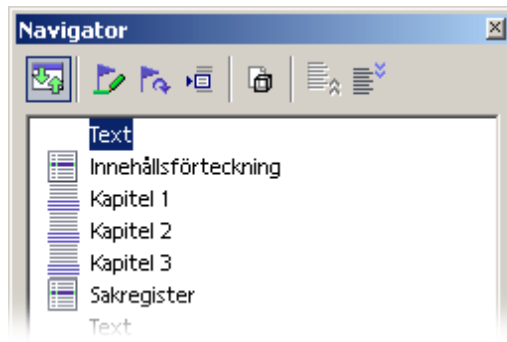 Navigator
Text
Innehållsförteckning
Kapitel 1
Kapitel 2
Kapitel 3
Sakregister
Text